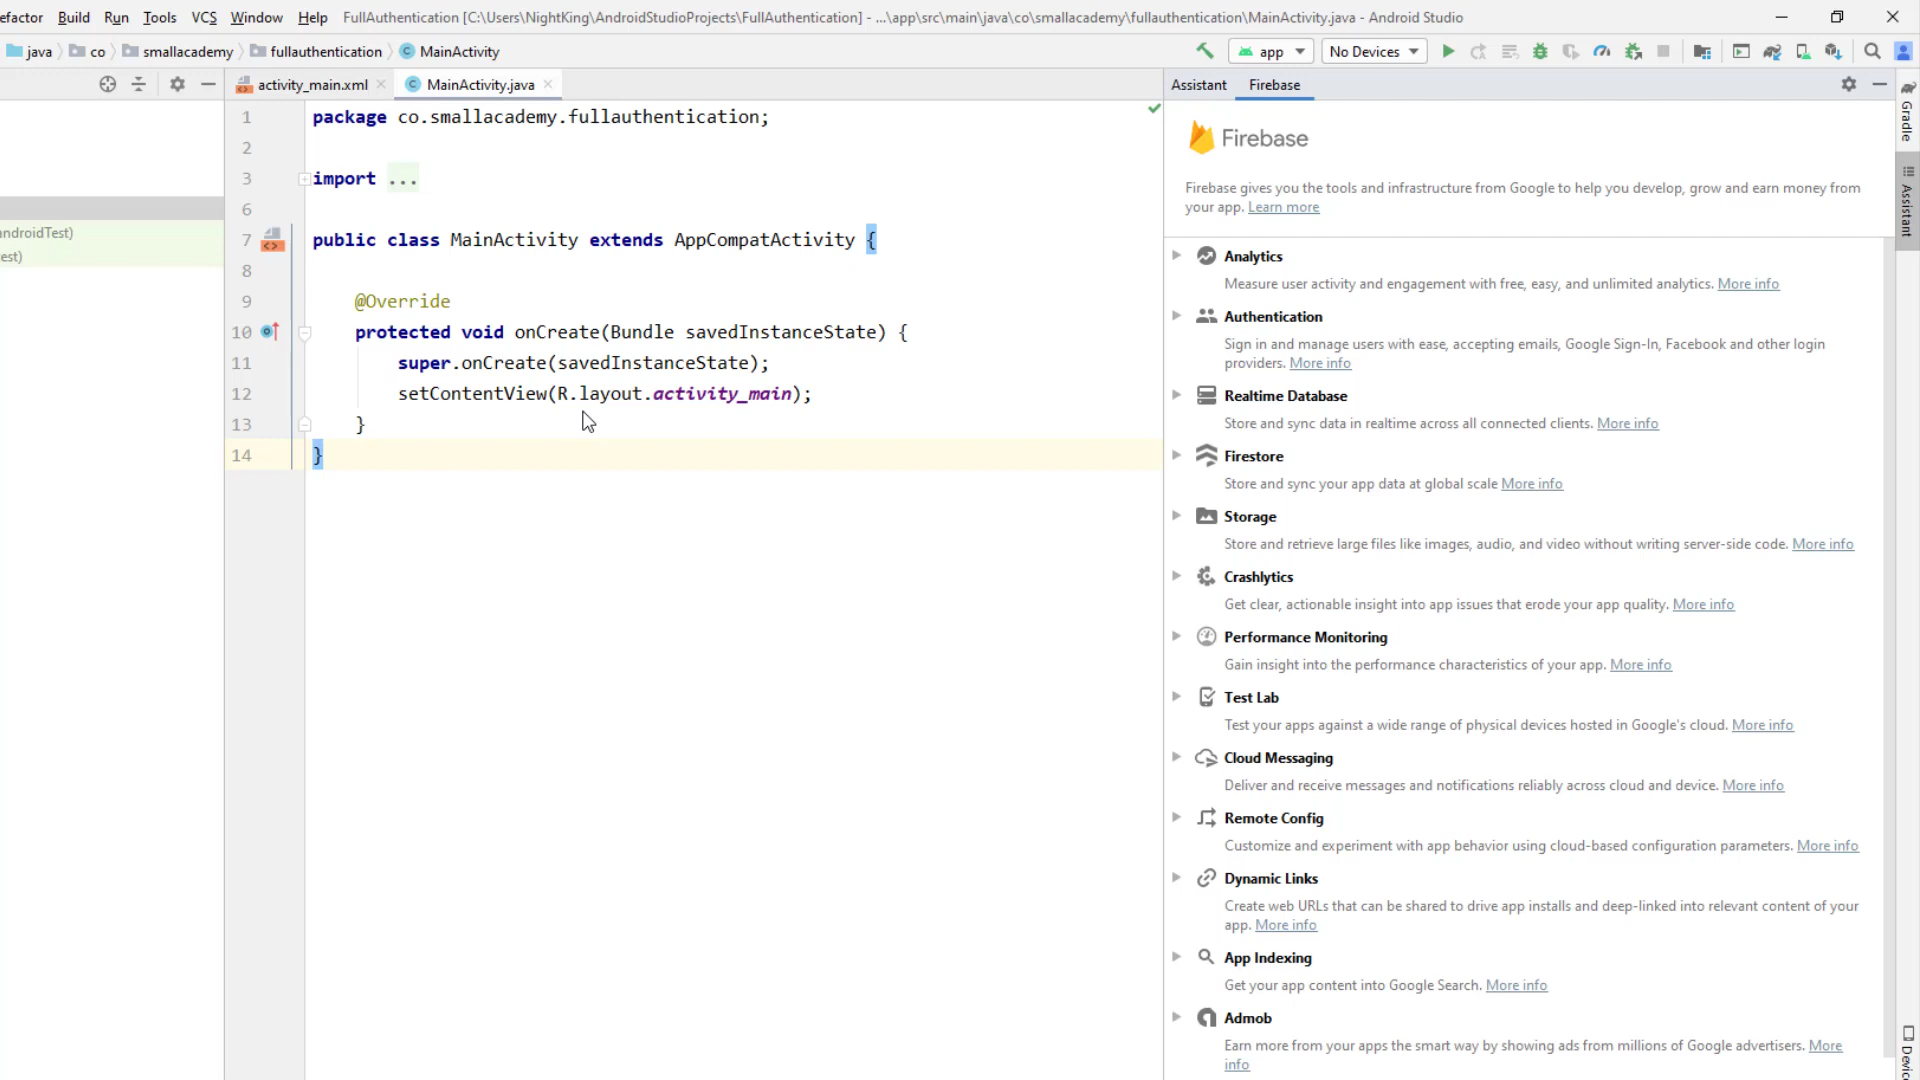 efactor Build Run Tools VCS Window Help FullAuthentication [C:\Users\NightKing\AndroidStudioProjects\FullAuthentication] - ...\app\src\main\java\co\smallacademy\fullauthentication\MainActivity.java - Android Studio
java co smallacademy fullauthentication MainActivity app No Devices
activity_main.xml MainActivity.java Assistant Firebase
1 package co.smallacademy.fullauthentication;
2
3 import ...
6
7 public class MainActivity extends AppCompatActivity {
8
9 @Override
10 protected void onCreate(Bundle savedInstanceState) {
11 super.onCreate(savedInstanceState);
12 setContentView(R.layout.activity_main);
13 }
14 }
ndroidTest)
est)
Firebase
Firebase gives you the tools and infrastructure from Google to help you develop, grow and earn money from
your app. Learn more
Analytics
Measure user activity and engagement with free, easy, and unlimited analytics. More info
Authentication
Sign in and manage users with ease, accepting emails, Google Sign-In, Facebook and other login
providers. More info
Realtime Database
Store and sync data in realtime across all connected clients. More info
Firestore
Store and sync your app data at global scale More info
Storage
Store and retrieve large files like images, audio, and video without writing server-side code. More info
Crashlytics
Get clear, actionable insight into app issues that erode your app quality. More info
Performance Monitoring
Gain insight into the performance characteristics of your app. More info
Test Lab
Test your apps against a wide range of physical devices hosted in Google's cloud. More info
Cloud Messaging
Deliver and receive messages and notifications reliably across cloud and device. More info
Remote Config
Customize and experiment with app behavior using cloud-based configuration parameters. More info
Dynamic Links
Create web URLs that can be shared to drive app installs and deep-linked into relevant content of your
app. More info
App Indexing
Get your app content into Google Search. More info
Admob
Earn more from your apps the smart way by showing ads from millions of Google advertisers. More
info
Gradle
Assistant
Devic